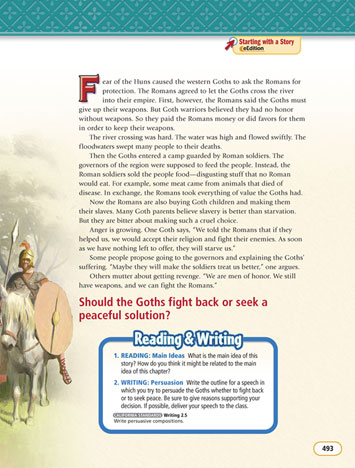 Starting with a Story
eEdition
Fear of the Huns caused the western Goths to ask the Romans for
protection. The Romans agreed to let the Goths cross the river
into their empire. First, however, the Romans said the Goths must
give up their weapons. But Goth warriors believed they had no honor
without weapons. So they paid the Romans money or did favors for them
in order to keep their weapons.
The river crossing was hard. The water was high and flowed swiftly. The
floodwaters swept many people to their deaths.
Then the Goths entered a camp guarded by Roman soldiers. The
governors of the region were supposed to feed the people. Instead, the
Roman soldiers sold the people food—disgusting stuff that no Roman
would eat. For example, some meat came from animals that died of
disease. In exchange, the Romans took everything of value the Goths had.
Now the Romans are also buying Goth children and making them
their slaves. Many Goth parents believe slavery is better than starvation.
But they are bitter about making such a cruel choice.
Anger is growing. One Goth says, "We told the Romans that if they
helped us, we would accept their religion and fight their enemies. As soon
as we have nothing left to offer, they will starve us."
Some people propose going to the governors and explaining the Goths'
suffering. "Maybe they will make the soldiers treat us better," one argues.
Others mutter about getting revenge. "We are men of honor. We still
have weapons, and we can fight the Romans."
Should the Goths fight back or seek a
peaceful solution?
Reading & Writing
1. READING: Main Ideas What is the main idea of this
story? How do you think it might be related to the main
idea of this chapter?
2. WRITING: Persuasion Write the outline for a speech in
which you try to persuade the Goths whether to fight back
or to seek peace. Be sure to give reasons supporting your
decision. If possible, deliver your speech to the class.
CALIFORNIA STANDARDS Writing 2.5
Write persuasive compositions.
493